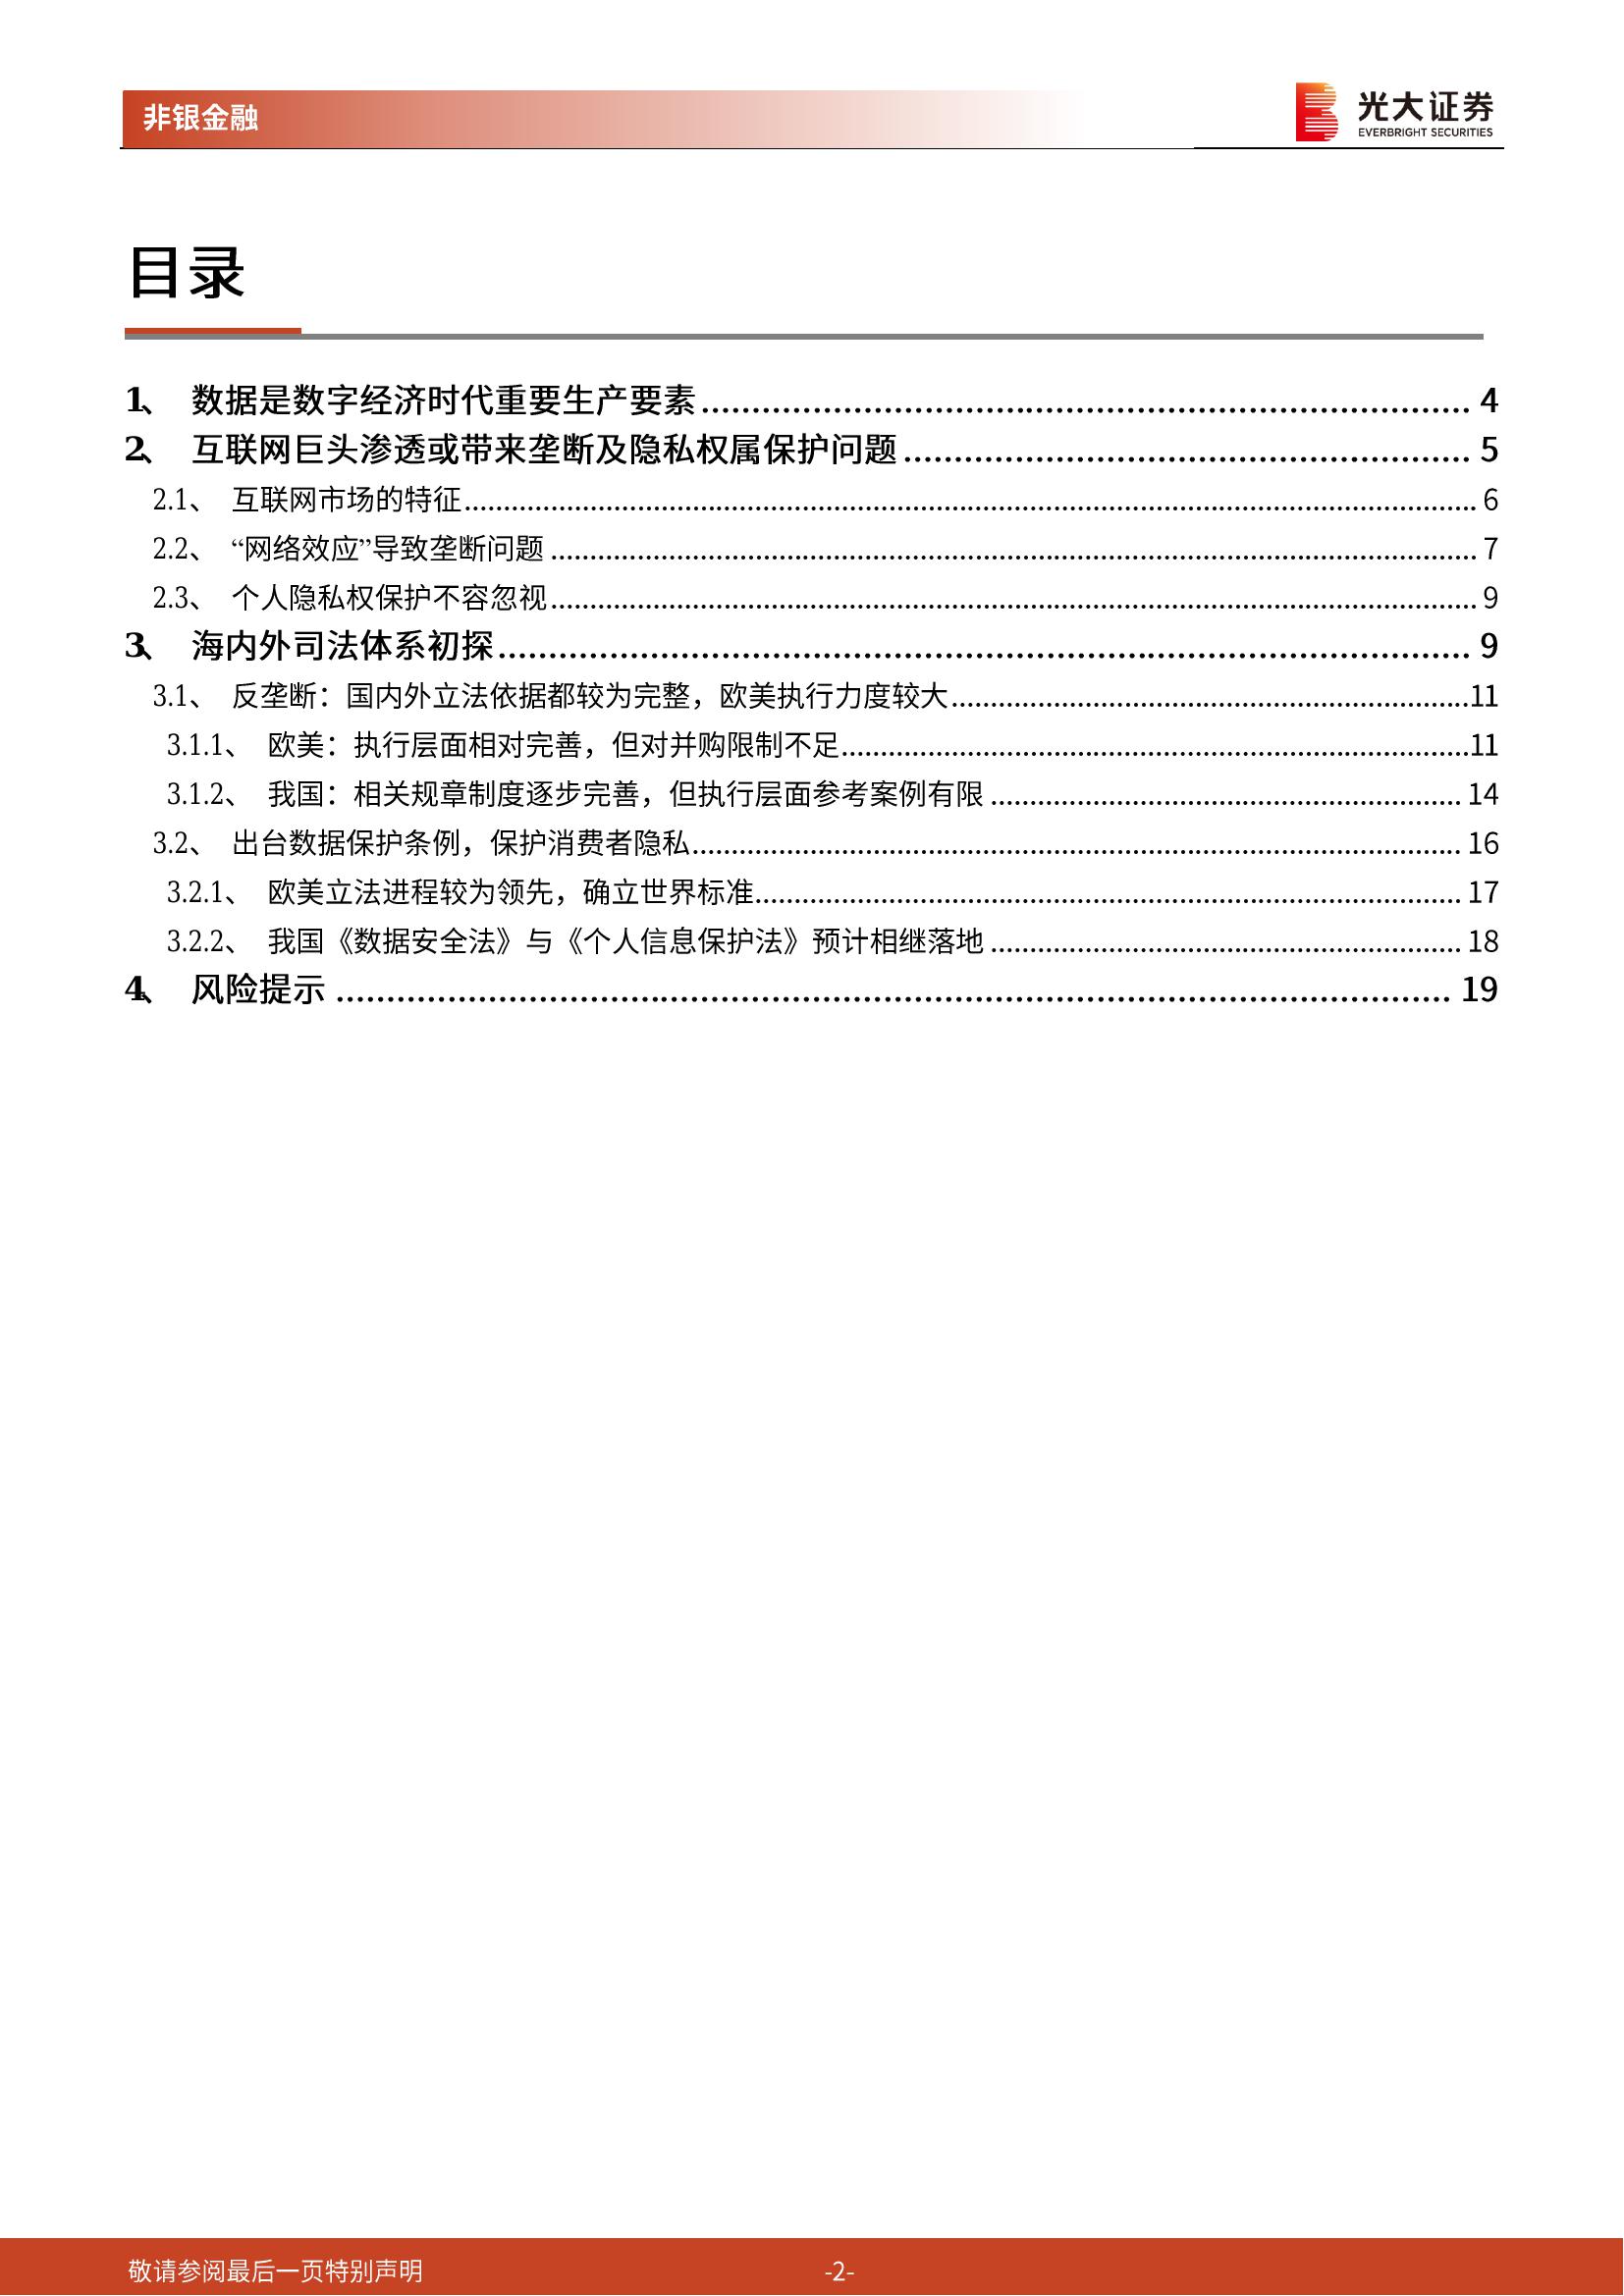 非银金融
光大证券
EVERBRIGHT SECURITIES
目录
1、 数据是数字经济时代重要生产要素 4
2、 互联网巨头渗透或带来垄断及隐私权属保护问题 5
2.1、 互联网市场的特征 6
2.2、 “网络效应”导致垄断问题 7
2.3、 个人隐私权保护不容忽视 9
3、 海内外司法体系初探 9
3.1、 反垄断：国内外立法依据都较为完整，欧美执行力度较大 11
3.1.1、 欧美：执行层面相对完善，但对并购限制不足 11
3.1.2、 我国：相关规章制度逐步完善，但执行层面参考案例有限 14
3.2、 出台数据保护条例，保护消费者隐私 16
3.2.1、 欧美立法进程较为领先，确立世界标准 17
3.2.2、 我国《数据安全法》与《个人信息保护法》预计相继落地 18
4、 风险提示 19
敬请参阅最后一页特别声明 -2-